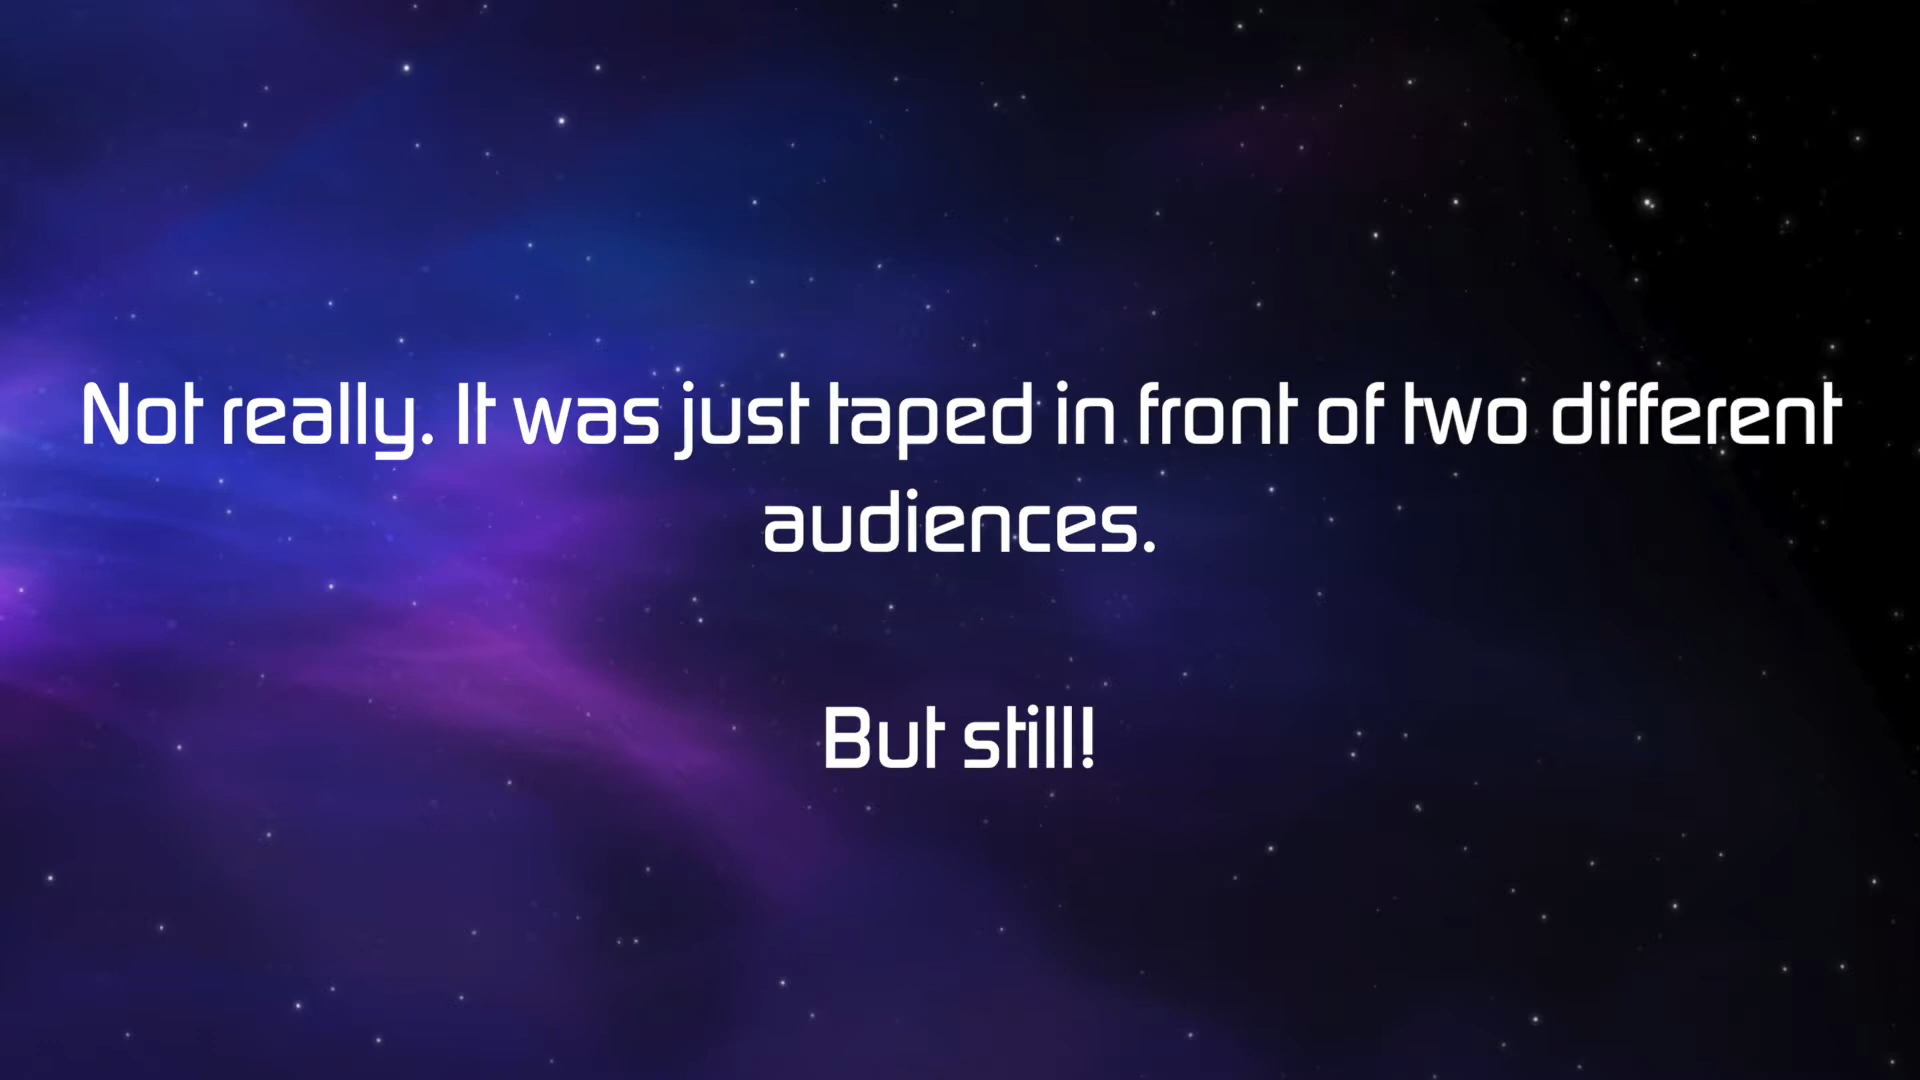 Not really. It was just taped in front of two different
audiences.
But still!